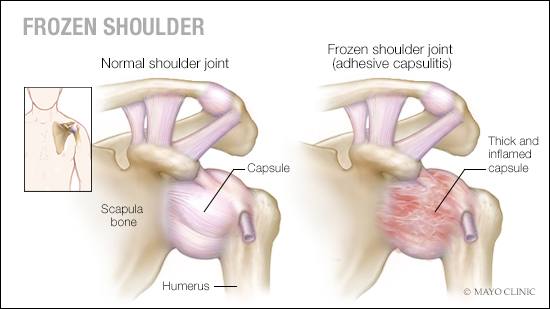 FROZEN SHOULDER
Normal shoulder joint
Frozen shoulder joint
(adhesive capsulitis)
Capsule
Thick and
inflamed
capsule
Scapula
bone
Humerus
© MAYO CLINIC